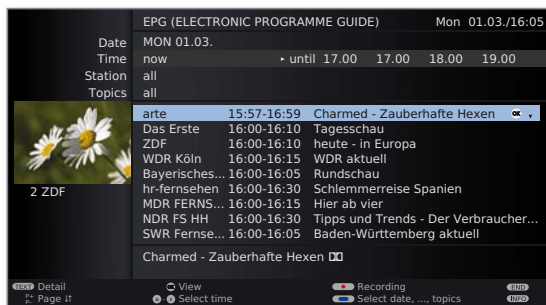 EPG (ELECTRONIC PROGRAMME GUIDE) Mon 01.03./16:05
Date MON 01.03.
Time now ▸ until 17.00 17.00 18.00 19.00
Station all
Topics all
arte 15:57-16:59 Charmed - Zauberhafte Hexen OK
Das Erste 16:00-16:10 Tagesschau
ZDF 16:00-16:10 heute - in Europa
WDR Köln 16:00-16:15 WDR aktuell
Bayerisches... 16:00-16:05 Rundschau
hr-fernsehen 16:00-16:30 Schlemmerreise Spanien
MDR FERNS... 16:00-16:15 Hier ab vier
NDR FS HH 16:00-16:30 Tipps und Trends - Der Verbraucher...
SWR Fernse... 16:00-16:05 Baden-Württemberg aktuell
2 ZDF
Charmed - Zauberhafte Hexen
TEXT Detail OK View Recording END
P+ P- Page Select time Select date, ..., topics INFO